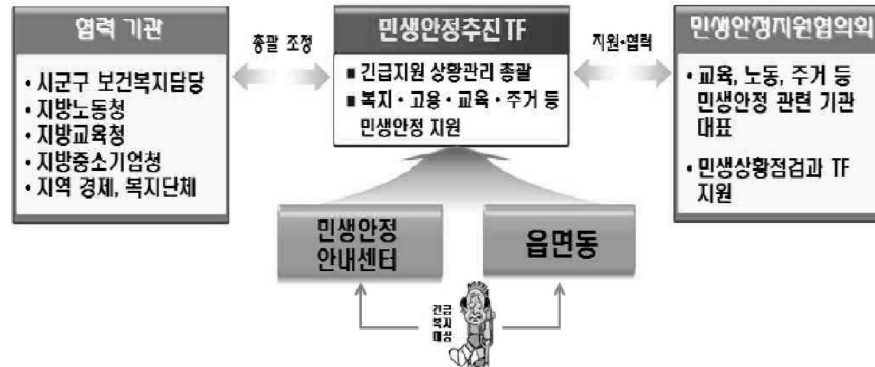 협력 기관
• 시군구 보건복지담당
• 지방노동청
• 지방교육청
• 지방중소기업청
• 지역 경제, 복지단체
총괄 조정
민생안정추진TF
■ 긴급지원 상황관리 총괄
■ 복지·고용·교육·주거 등
민생안정 지원
지원·협력
민생안정지원협의회
• 교육, 노동, 주거 등
민생안정 관련 기관
대표
• 민생상황점검과 TF
지원
민생안정
안내센터
읍면동
긴급
복지
대상